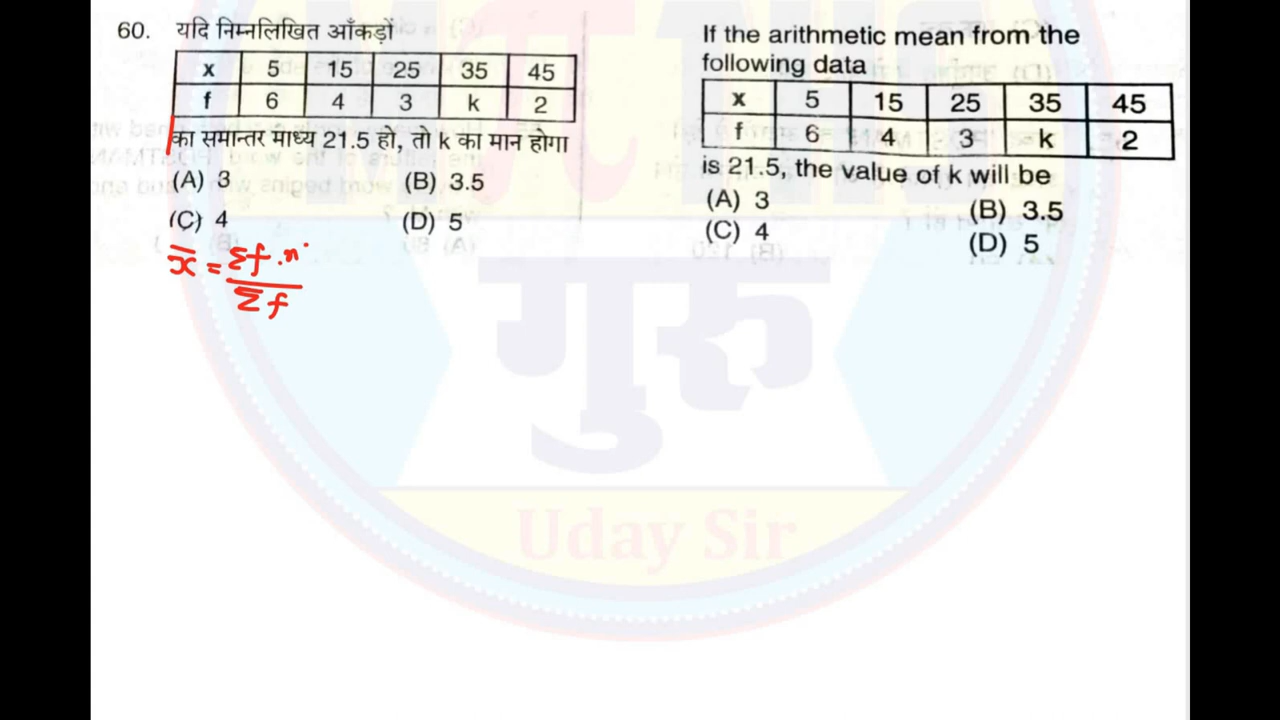 60. यदि निम्नलिखित आँकड़ों
x 5 15 25 35 45
f 6 4 3 k 2
का समान्तर माध्य 21.5 हो, तो k का मान होगा
(A) 3 (B) 3.5
(C) 4 (D) 5
x̄ = Σf.x
Σf
If the arithmetic mean from the
following data
x 5 15 25 35 45
f 6 4 3 k 2
is 21.5, the value of k will be
(A) 3 (B) 3.5
(C) 4 (D) 5
गुरु
Uday Sir